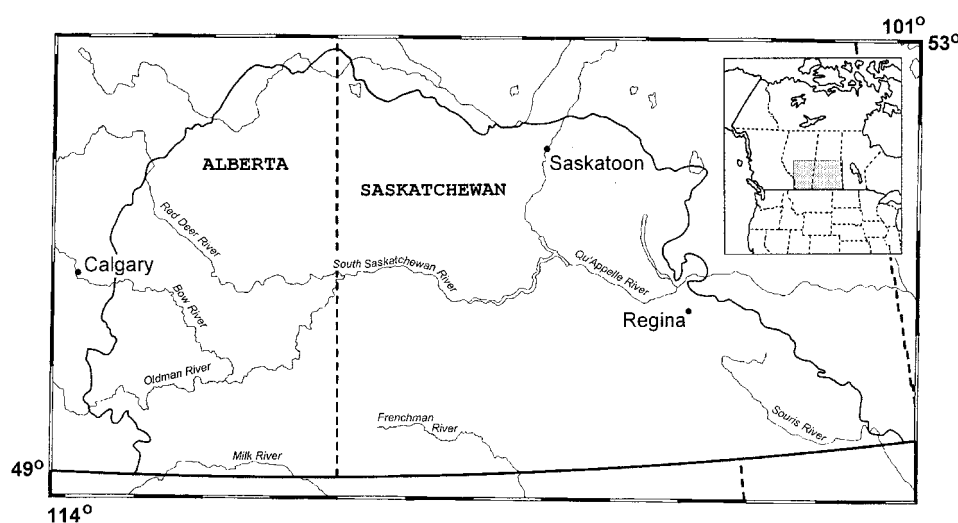 101°
53°
ALBERTA
Saskatoon
SASKATCHEWAN
Red Deer River
Calgary
South Saskatchewan River
Qu'Appelle River
Bow River
Regina
Oldman River
Frenchman
River
Souris River
Milk River
49°
114°